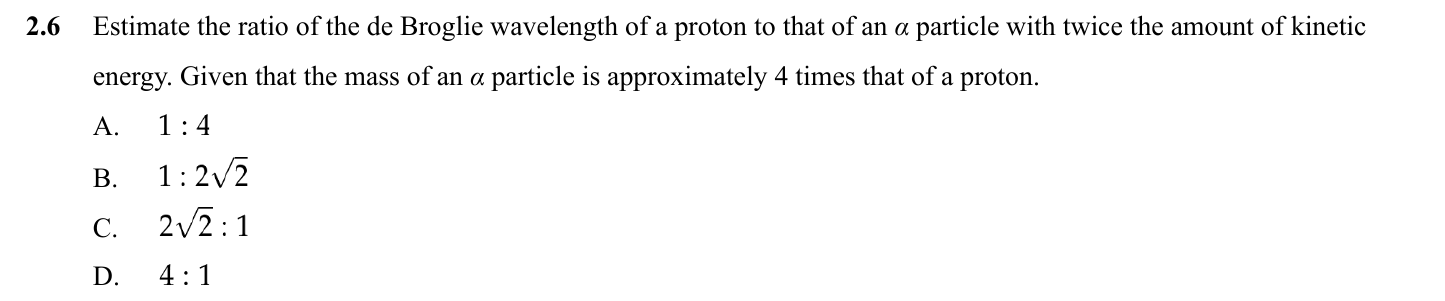 2.6 Estimate the ratio of the de Broglie wavelength of a proton to that of an α particle with twice the amount of kinetic
energy. Given that the mass of an α particle is approximately 4 times that of a proton.
A. 1 : 4
B. 1 : 2√2
C. 2√2 : 1
D. 4 : 1